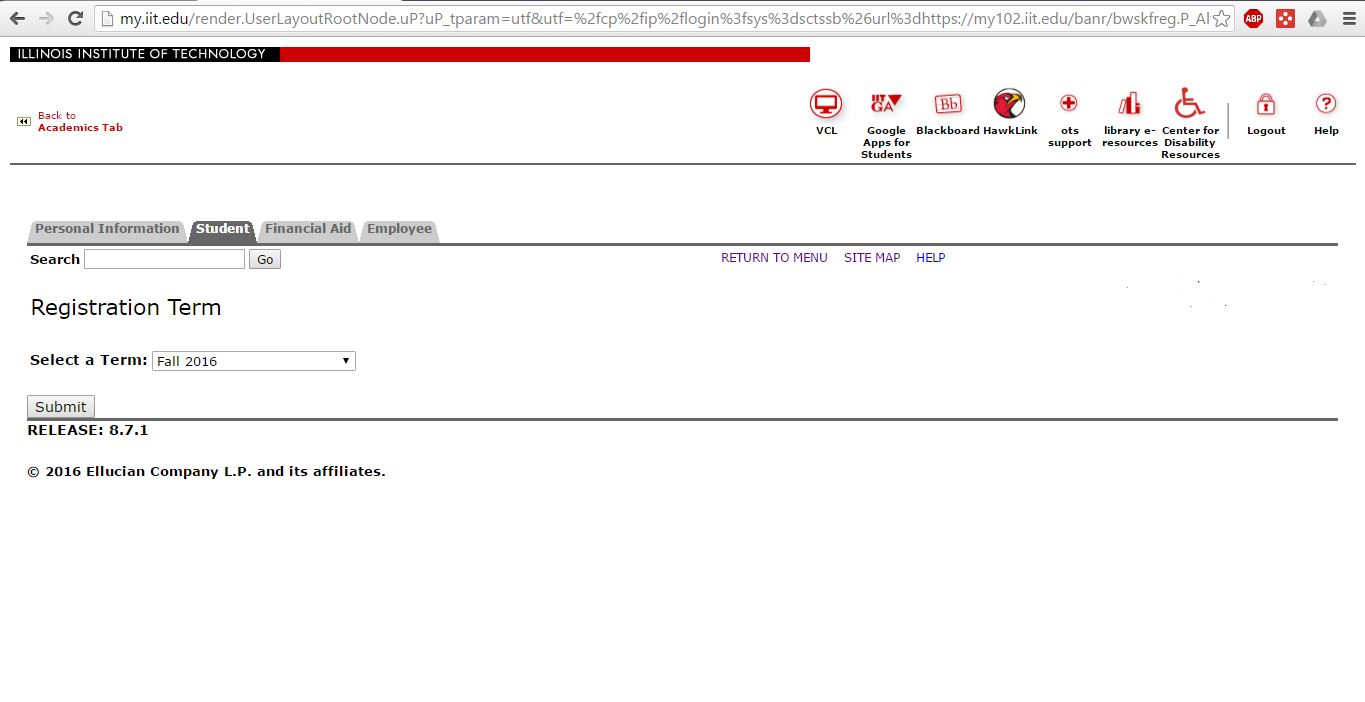 my.iit.edu/render.UserLayoutRootNode.uP?uP_tparam=utf&utf=%2fcp%2fip%2flogin%3fsys%3dsctssb%26url%3dhttps://my102.iit.edu/banr/bwskfreg.P_Al
ABP
ILLINOIS INSTITUTE OF TECHNOLOGY
Back to
Academics Tab
IIT
GA
Bb
?
VCL
Google
Apps for
Students
Blackboard
HawkLink
ots
support
library e-
resources
Center for
Disability
Resources
Logout
Help
Personal Information
Student
Financial Aid
Employee
Search
Go
RETURN TO MENU
SITE MAP
HELP
Registration Term
Select a Term: Fall 2016
Submit
RELEASE: 8.7.1
© 2016 Ellucian Company L.P. and its affiliates.